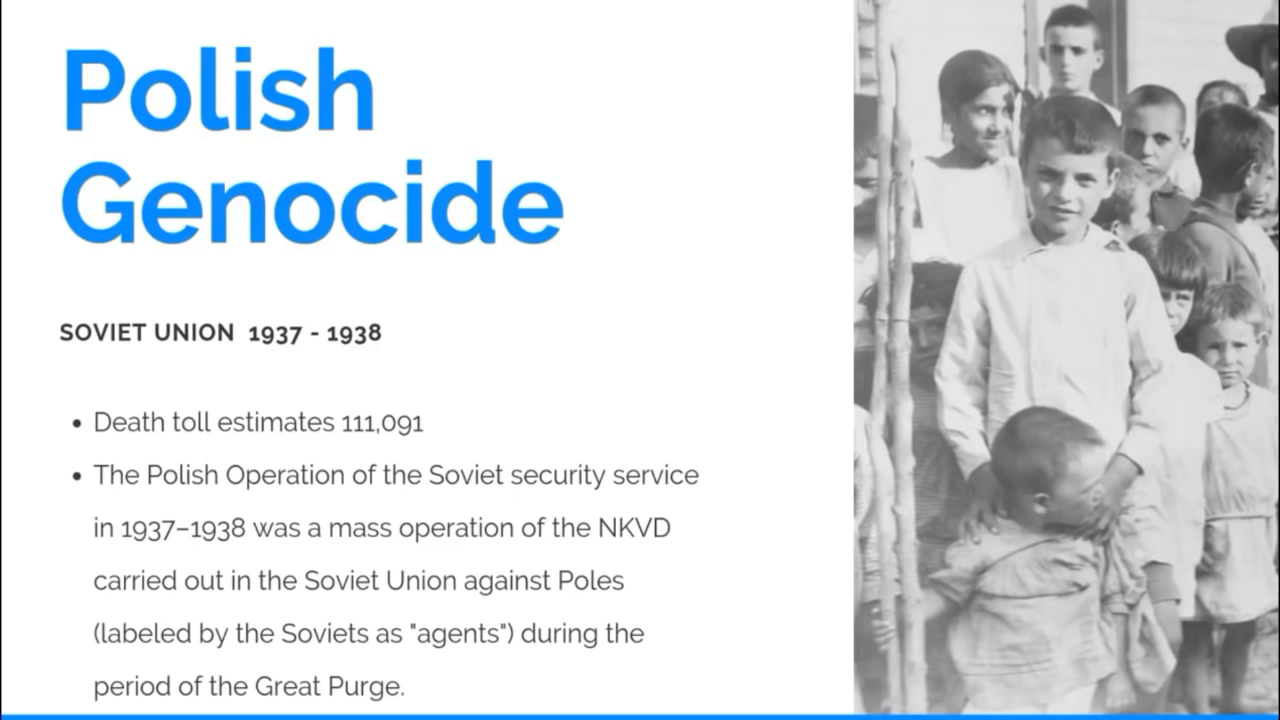 Polish
Genocide
SOVIET UNION 1937 - 1938
• Death toll estimates 111,091
• The Polish Operation of the Soviet security service
in 1937–1938 was a mass operation of the NKVD
carried out in the Soviet Union against Poles
(labeled by the Soviets as "agents") during the
period of the Great Purge.